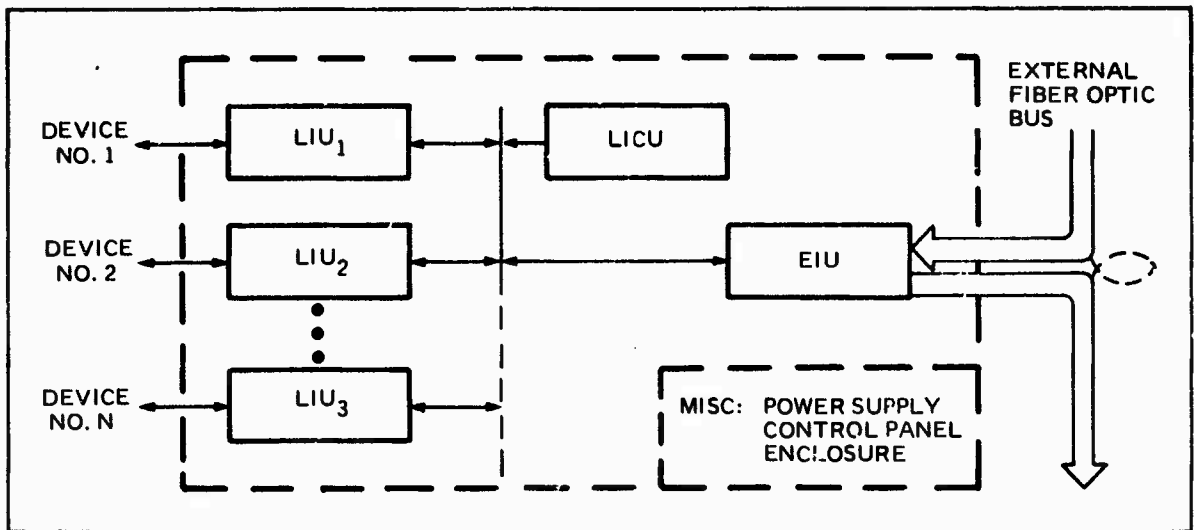 EXTERNAL
FIBER OPTIC
BUS
DEVICE
NO. 1
LIU1
LICU
DEVICE
NO. 2
LIU2
EIU
DEVICE
NO. N
LIU3
MISC: POWER SUPPLY
CONTROL PANEL
ENCLOSURE